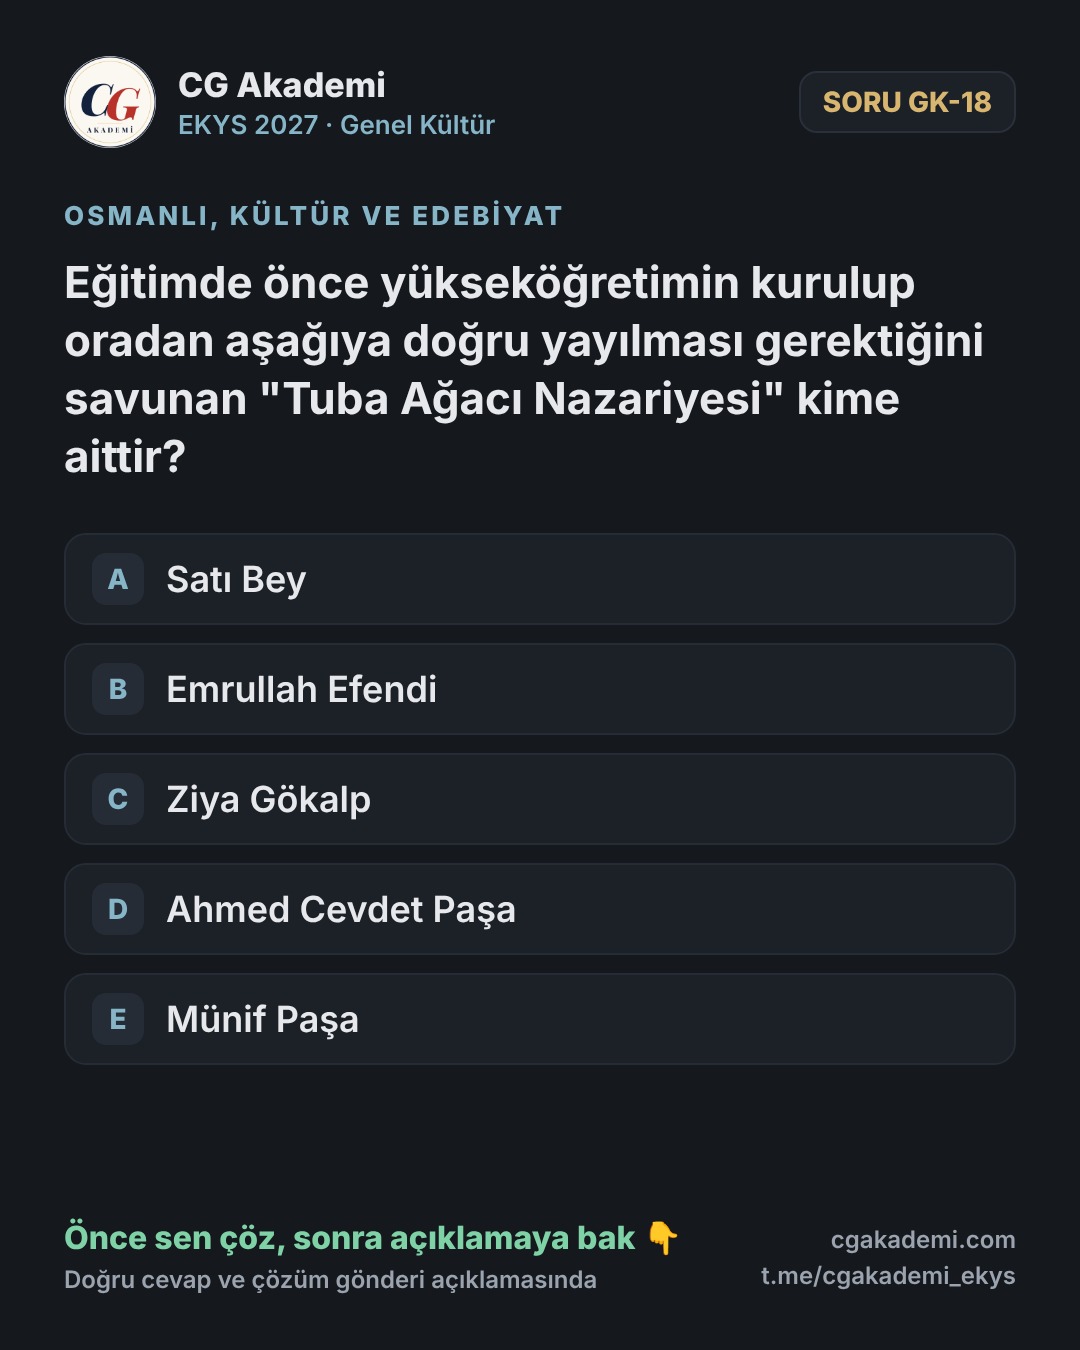 CG
AKADEMİ
CG Akademi
EKYS 2027 · Genel Kültür
SORU GK-18
OSMANLI, KÜLTÜR VE EDEBİYAT
Eğitimde önce yükseköğretimin kurulup
oradan aşağıya doğru yayılması gerektiğini
savunan "Tuba Ağacı Nazariyesi" kime
aittir?
A Satı Bey
B Emrullah Efendi
C Ziya Gökalp
D Ahmed Cevdet Paşa
E Münif Paşa
Önce sen çöz, sonra açıklamaya bak 👇
Doğru cevap ve çözüm gönderi açıklamasında
cgakademi.com
t.me/cgakademi_ekys